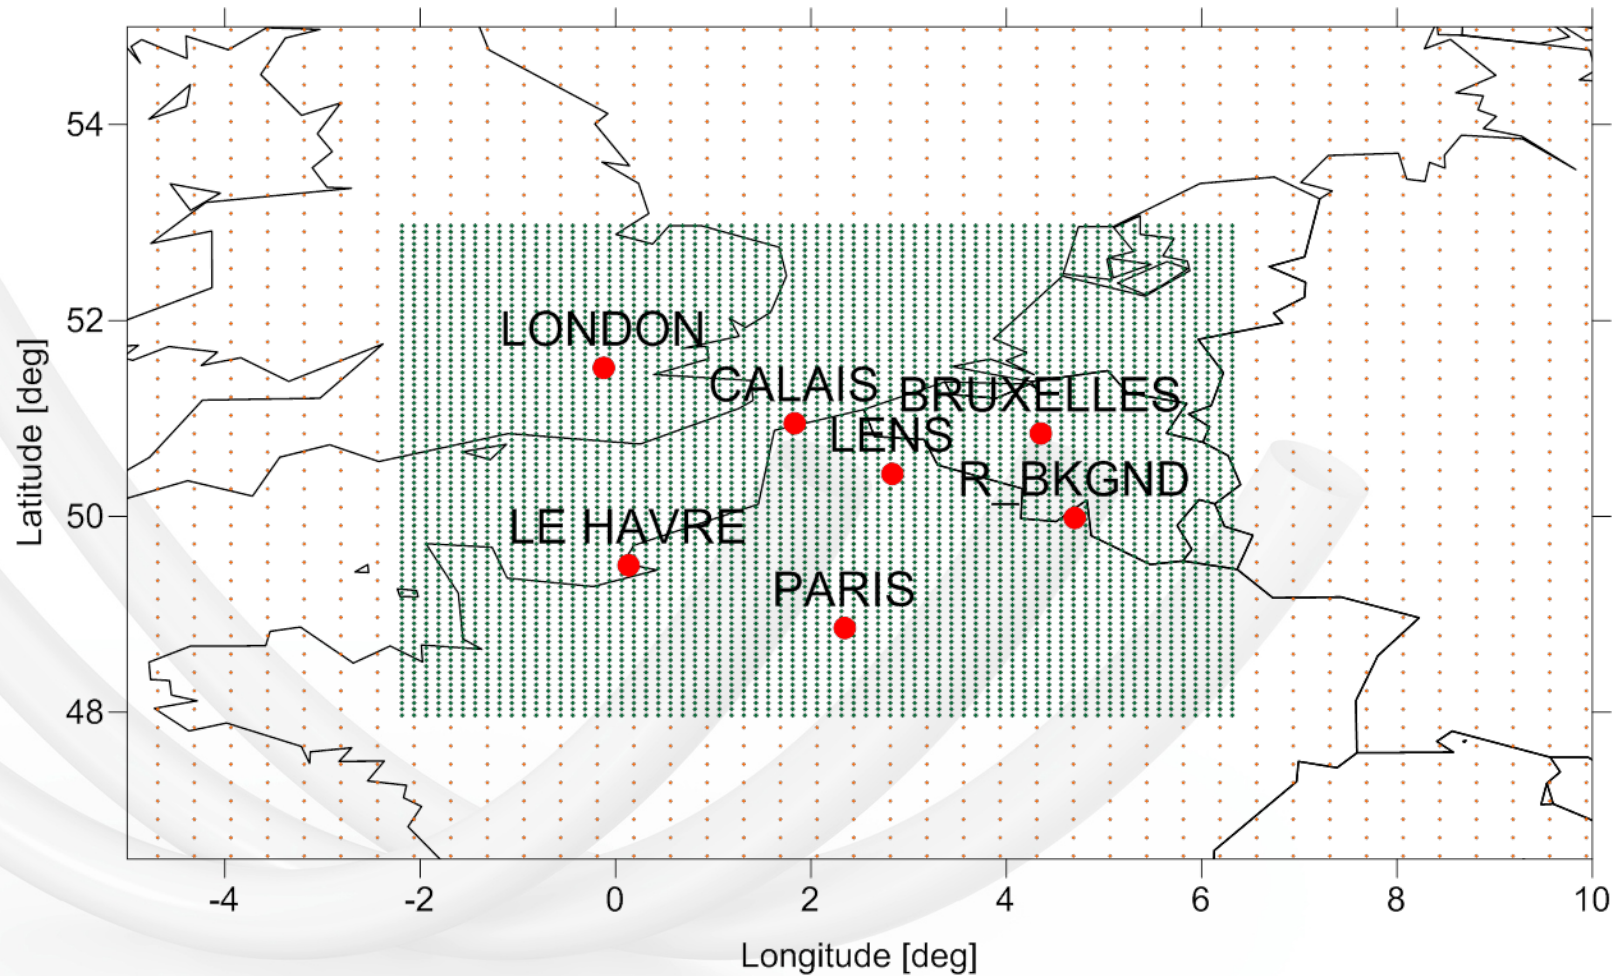 54
52
50
48
Latitude [deg]
LONDON
CALAIS
BRUXELLES
LENS
R_BKGND
LE HAVRE
PARIS
-4
-2
0
2
4
6
8
10
Longitude [deg]